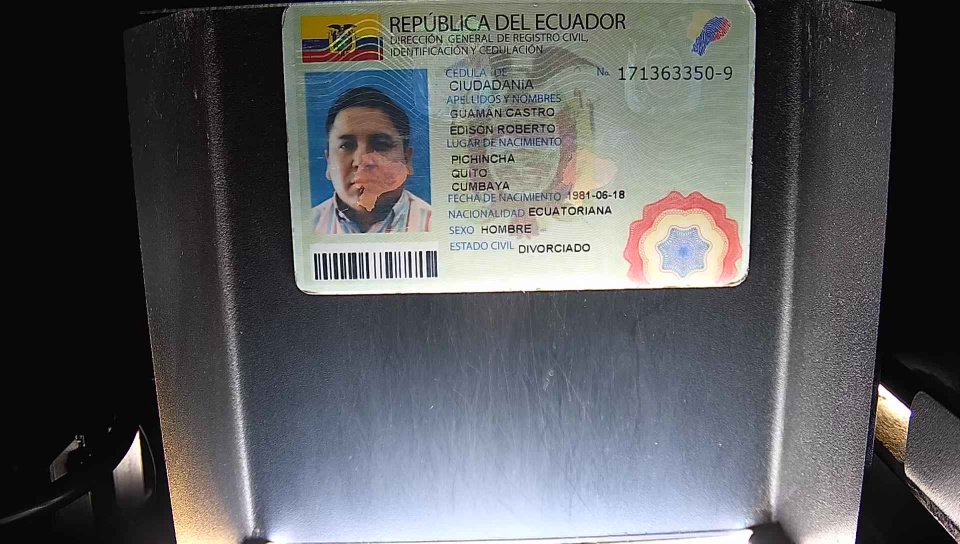 REPÚBLICA DEL ECUADOR
DIRECCIÓN GENERAL DE REGISTRO CIVIL,
IDENTIFICACIÓN Y CEDULACIÓN
CÉDULA DE
CIUDADANÍA
No. 171363350-9
APELLIDOS Y NOMBRES
GUAMAN CASTRO
EDISON ROBERTO
LUGAR DE NACIMIENTO
PICHINCHA
QUITO
CUMBAYA
FECHA DE NACIMIENTO 1981-06-18
NACIONALIDAD ECUATORIANA
SEXO HOMBRE
ESTADO CIVIL DIVORCIADO